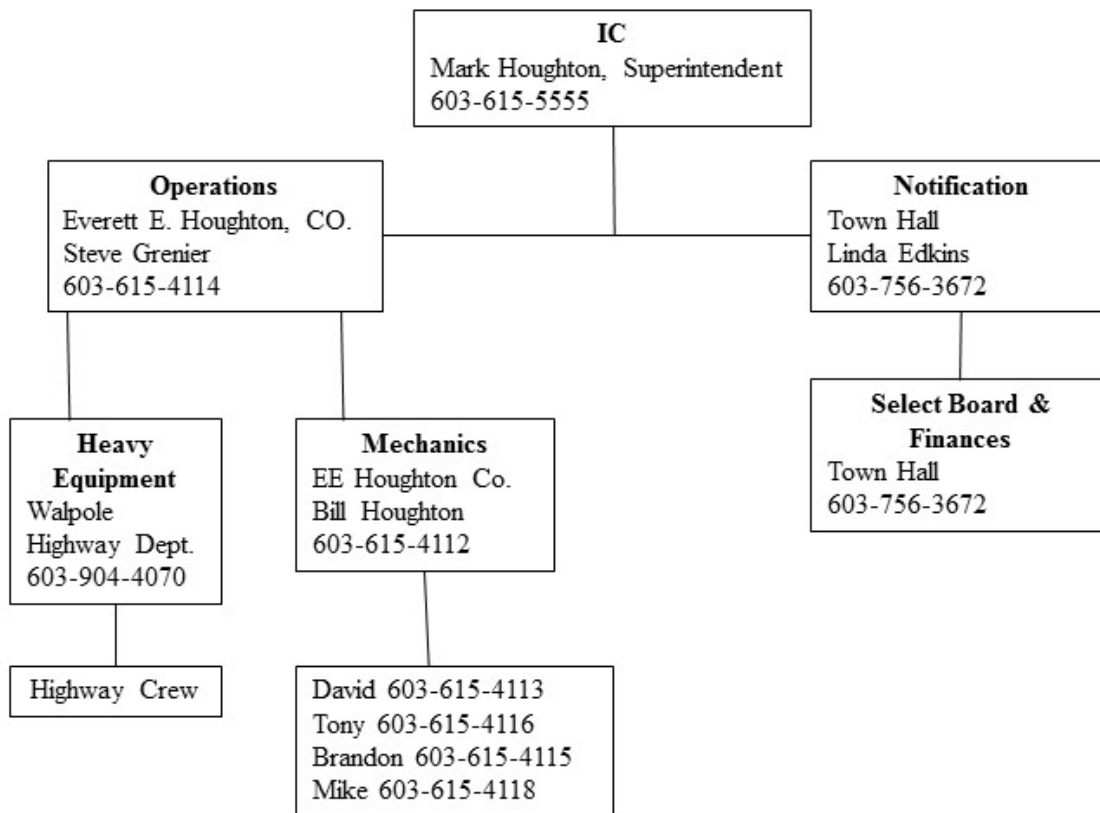 IC
Mark Houghton, Superintendent
603-615-5555
Operations
Everett E. Houghton, CO.
Steve Grenier
603-615-4114
Notification
Town Hall
Linda Edkins
603-756-3672
Heavy
Equipment
Walpole
Highway Dept.
603-904-4070
Mechanics
EE Houghton Co.
Bill Houghton
603-615-4112
Select Board &
Finances
Town Hall
603-756-3672
Highway Crew
David 603-615-4113
Tony 603-615-4116
Brandon 603-615-4115
Mike 603-615-4118